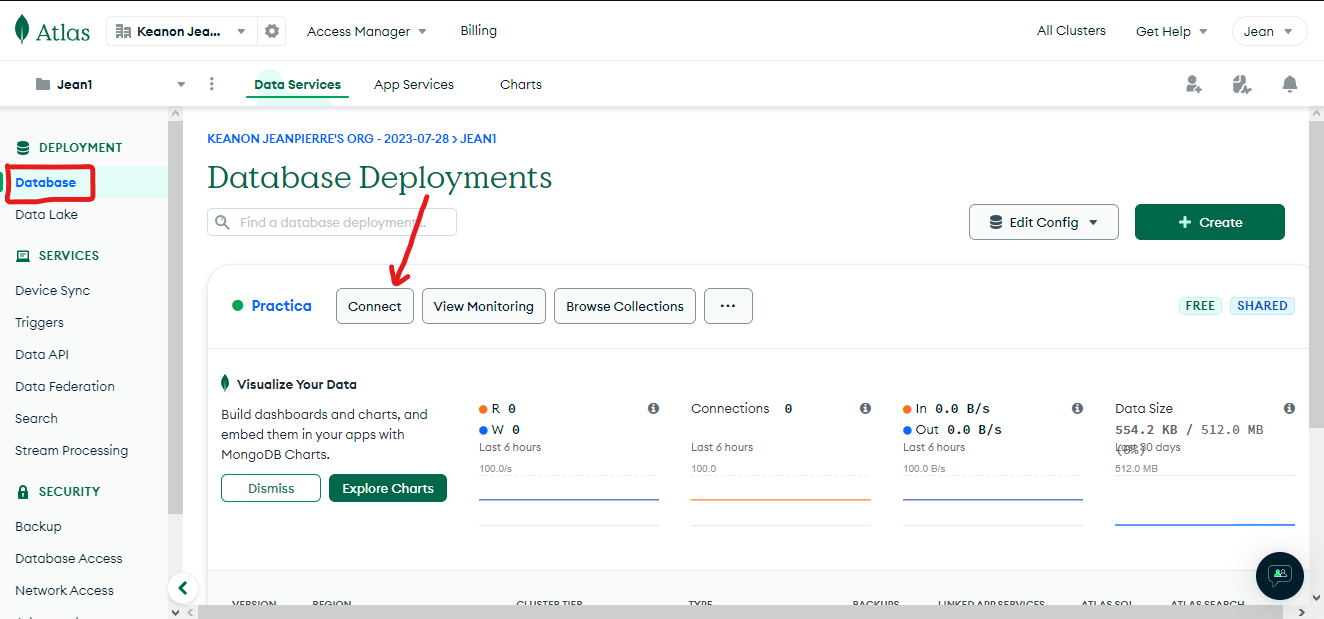 Atlas
Keanon Jea...
Access Manager
Billing
All Clusters
Get Help
Jean
Jean1
Data Services
App Services
Charts
DEPLOYMENT
Database
Data Lake
SERVICES
Device Sync
Triggers
Data API
Data Federation
Search
Stream Processing
SECURITY
Backup
Database Access
Network Access
KEANON JEANPIERRE'S ORG - 2023-07-28 > JEAN1
Database Deployments
Find a database deployment...
Edit Config
+ Create
Practica
Connect
View Monitoring
Browse Collections
...
FREE
SHARED
Visualize Your Data
Build dashboards and charts, and
embed them in your apps with
MongoDB Charts.
Dismiss
Explore Charts
R 0
W 0
Last 6 hours
100.0/s
Connections 0
Last 6 hours
100.0
In 0.0 B/s
Out 0.0 B/s
Last 6 hours
100.0 B/s
Data Size
554.2 KB / 512.0 MB
(0%)
Last 30 days
512.0 MB
VERSION
REGION
CLUSTER TIER
TYPE
BACKUPS
LINKED APP SERVICES
ATLAS SQL
ATLAS SEARCH